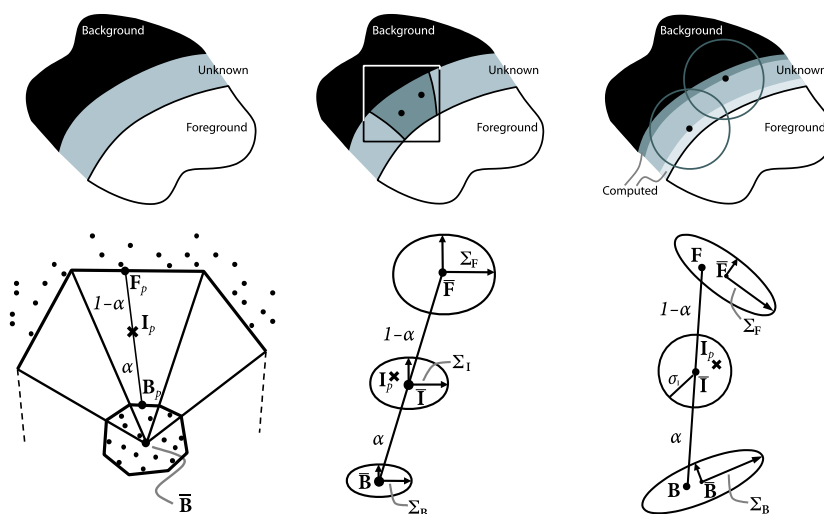 Background
Unknown
Foreground
Background
Unknown
Foreground
Background
Unknown
Foreground
Computed
F_p
1−α
I_p
α
B_p
B̄
Σ_F
F̄
1−α
Σ_I
I_p
Ī
α
B̄
Σ_B
F
F̄
1−α
Σ_F
I_p
σ_i
Ī
α
B
B̄
Σ_B